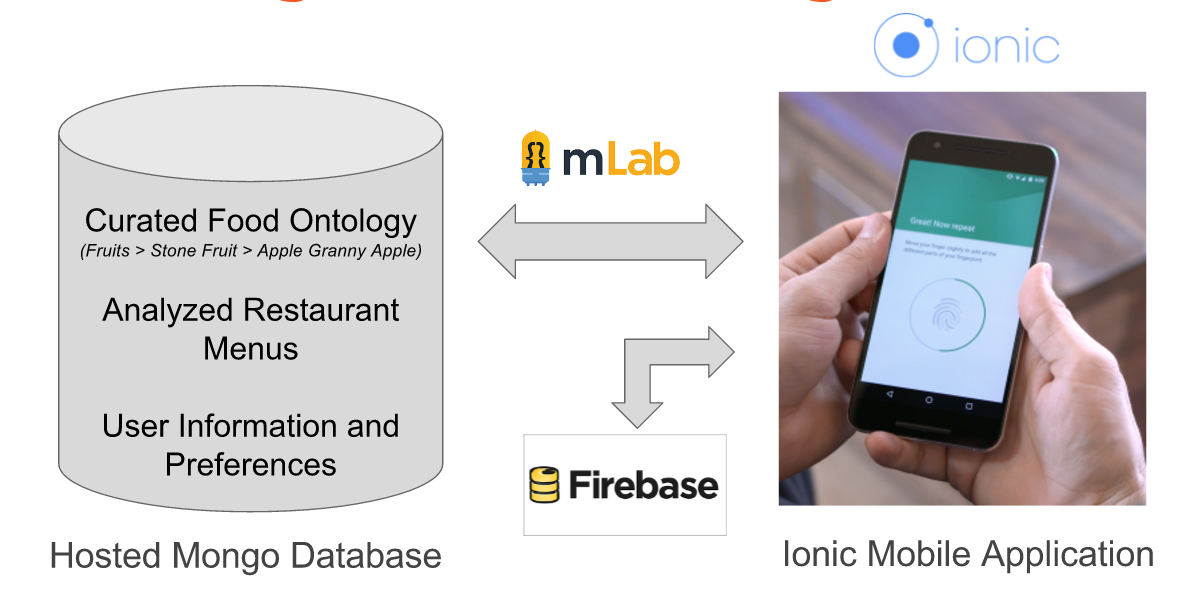 ionic
mLab
Curated Food Ontology
(Fruits > Stone Fruit > Apple Granny Apple)
Analyzed Restaurant
Menus
User Information and
Preferences
Great! Now repeat
Move your finger slightly to add all the
different parts of your fingerprint
Firebase
Hosted Mongo Database
Ionic Mobile Application